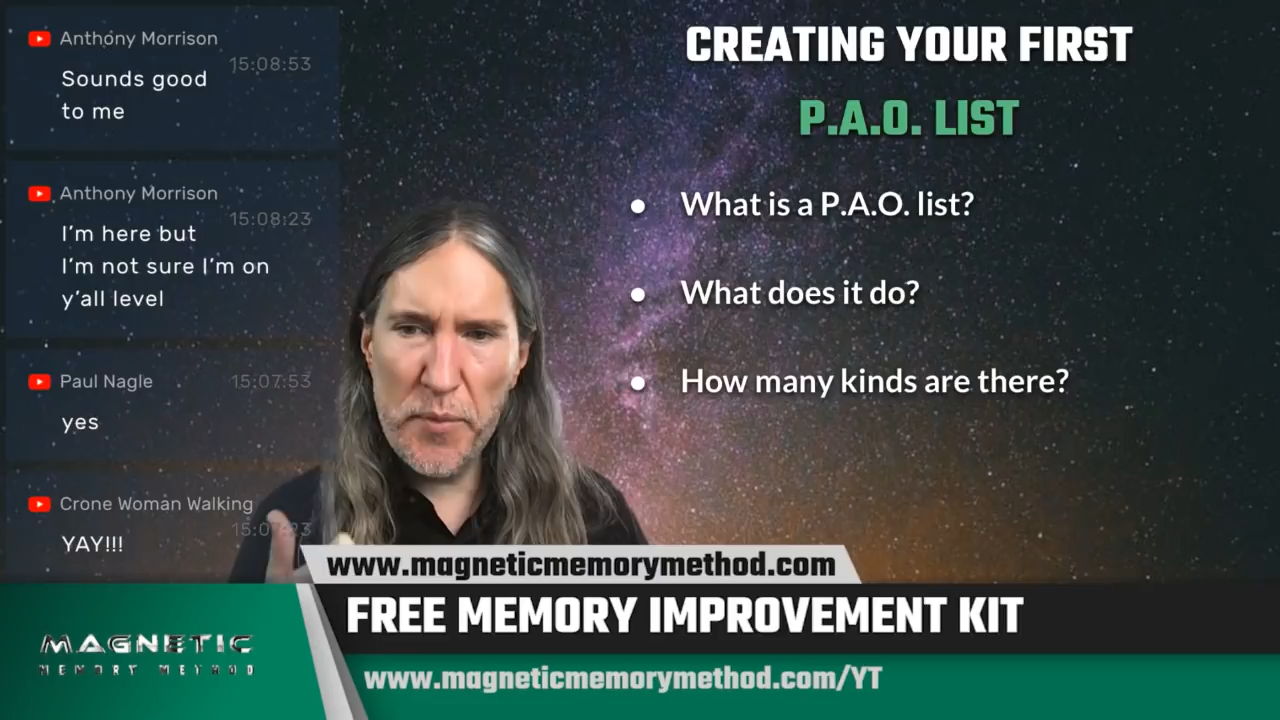 Anthony Morrison
15:08:53
Sounds good
to me
Anthony Morrison
15:08:23
I'm here but
I'm not sure I'm on
y'all level
Paul Nagle 15:07:53
yes
Crone Woman Walking
15:07:23
YAY!!!
CREATING YOUR FIRST
P.A.O. LIST
• What is a P.A.O. list?
• What does it do?
• How many kinds are there?
www.magneticmemorymethod.com
FREE MEMORY IMPROVEMENT KIT
www.magneticmemorymethod.com/YT
MAGNETIC
MEMORY METHOD